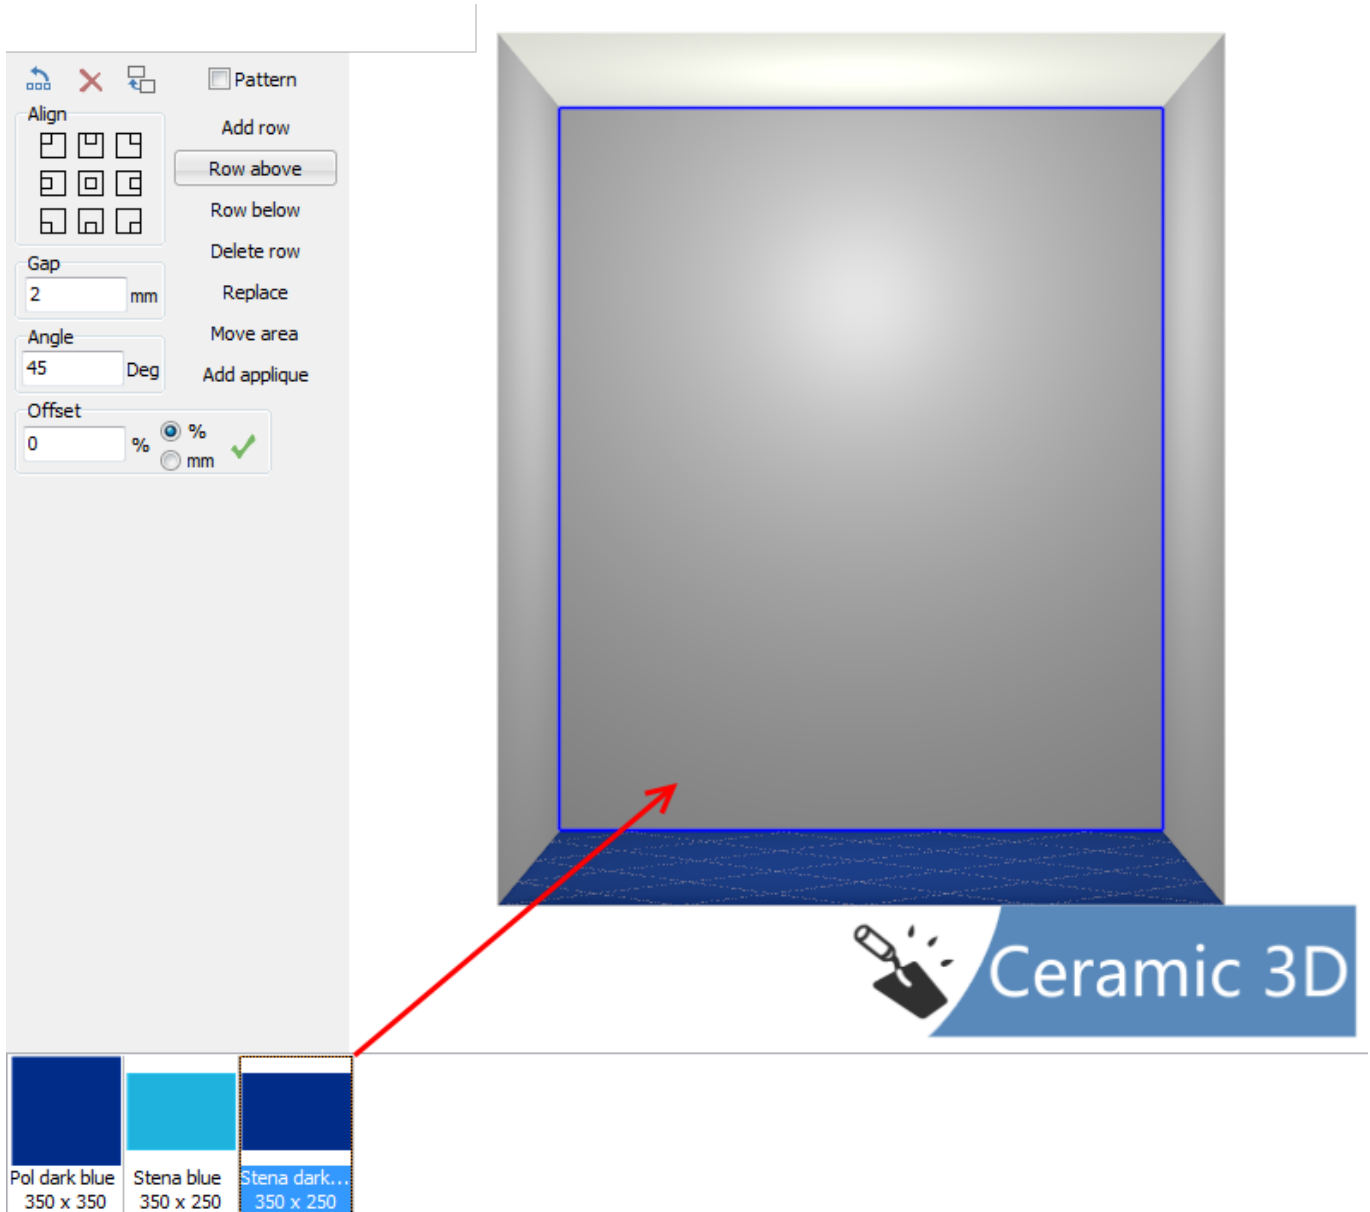 Pattern
Align
Add row
Row above
Row below
Delete row
Gap
2 mm
Replace
Angle
45 Deg
Move area
Add applique
Offset
0 % %
mm
Ceramic 3D
Pol dark blue
350 x 350
Stena blue
350 x 250
Stena dark...
350 x 250